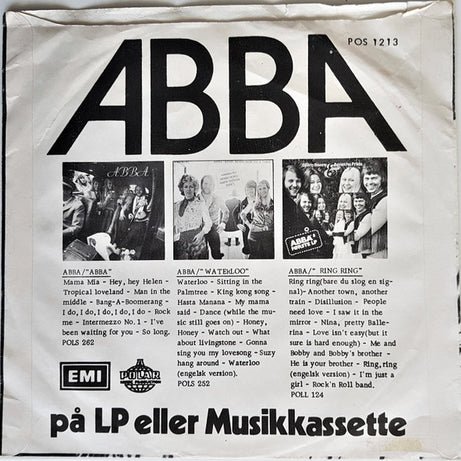 ABBA
POS 1213
ABBA
ABBA'S
FØRSTE LP
ABBA/"ABBA"
Mama Mia - Hey, hey Helen -
Tropical loveland - Man in the
middle - Bang-A-Boomerang -
I do, I do, I do, I do, I do - Rock
me - Intermezzo No. 1 - I've
been waiting for you - So long.
POLS 262
ABBA/"WATERLOO"
Waterloo - Sitting in the
Palmtree - King kong song -
Hasta Manana - My mama
said - Dance (while the mu-
sic still goes on) - Honey,
Honey - Watch out - What
about livingstone - Gonna
sing you my lovesong - Suzy
hang around - Waterloo
(engelsk version).
POLS 252
ABBA/" RING RING"
Ring ring(bare du slog en sig-
nal)- Another town, another
train - Disillusion - People
need love - I saw it in the
mirror - Nina, pretty Balle-
rina - Love isn't easy(but it
sure is hard enough) - Me and
Bobby and Bobby's brother -
He is your brother - Ring, ring
(engelsk version) - I'm just a
girl - Rock'n Roll band.
POLL 124
EMI
POLAR
på LP eller Musikkassette